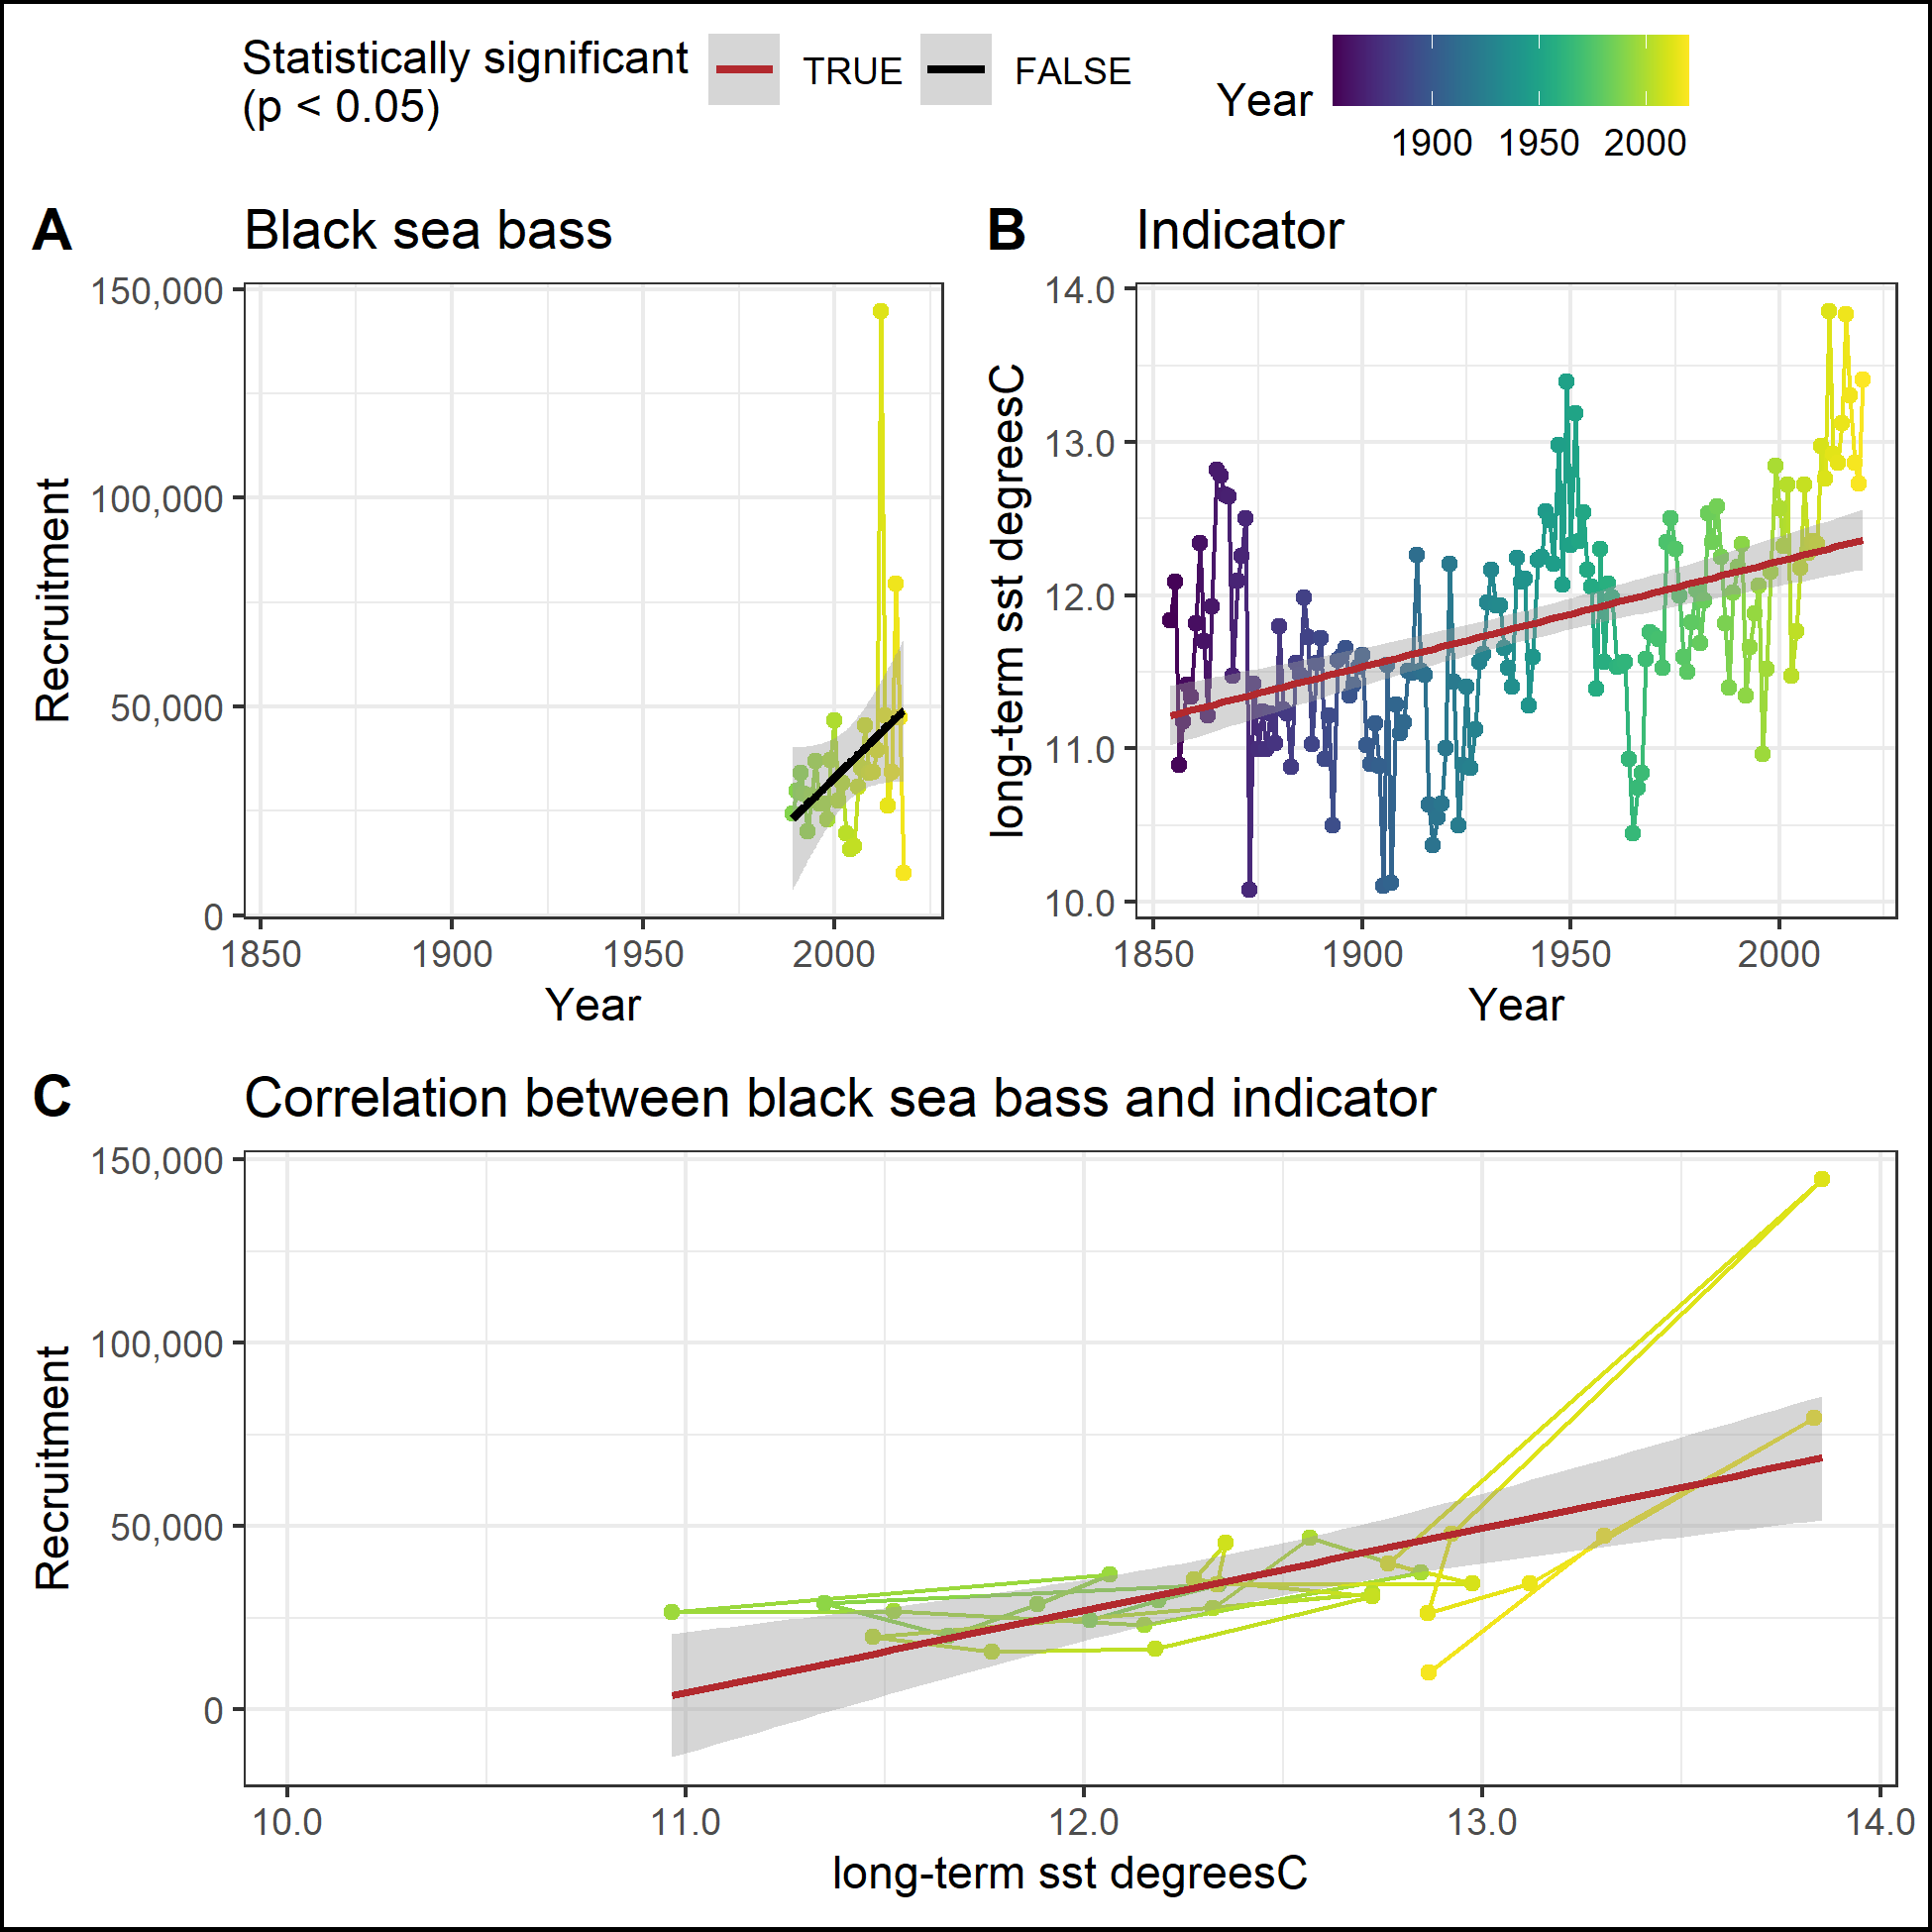 Statistically significant
(p < 0.05)
TRUE
FALSE
Year
1900 1950 2000
A
Black sea bass
150,000
100,000
50,000
0
Recruitment
1850 1900 1950 2000
Year
B
Indicator
14.0
13.0
12.0
11.0
10.0
long-term sst degreesC
1850 1900 1950 2000
Year
C
Correlation between black sea bass and indicator
150,000
100,000
50,000
0
Recruitment
10.0 11.0 12.0 13.0 14.0
long-term sst degreesC